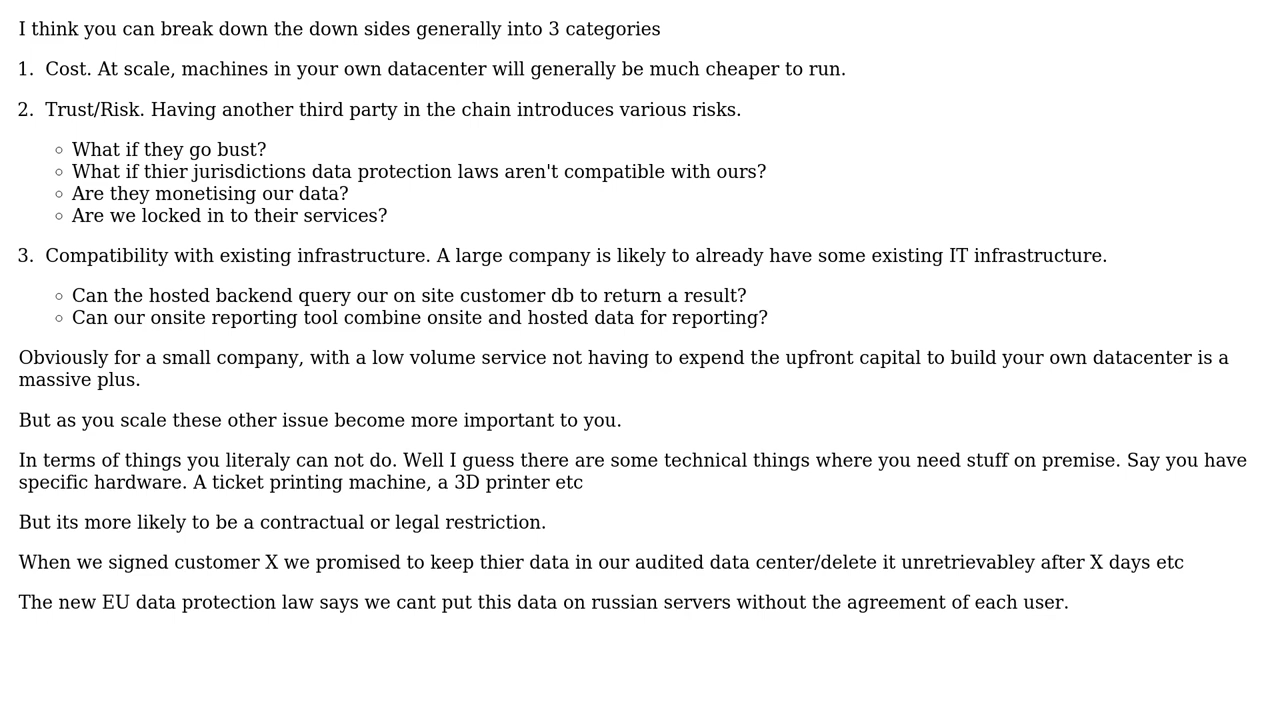 I think you can break down the down sides generally into 3 categories
1. Cost. At scale, machines in your own datacenter will generally be much cheaper to run.
2. Trust/Risk. Having another third party in the chain introduces various risks.
◦ What if they go bust?
◦ What if thier jurisdictions data protection laws aren't compatible with ours?
◦ Are they monetising our data?
◦ Are we locked in to their services?
3. Compatibility with existing infrastructure. A large company is likely to already have some existing IT infrastructure.
◦ Can the hosted backend query our on site customer db to return a result?
◦ Can our onsite reporting tool combine onsite and hosted data for reporting?
Obviously for a small company, with a low volume service not having to expend the upfront capital to build your own datacenter is a
massive plus.
But as you scale these other issue become more important to you.
In terms of things you literaly can not do. Well I guess there are some technical things where you need stuff on premise. Say you have
specific hardware. A ticket printing machine, a 3D printer etc
But its more likely to be a contractual or legal restriction.
When we signed customer X we promised to keep thier data in our audited data center/delete it unretrievabley after X days etc
The new EU data protection law says we cant put this data on russian servers without the agreement of each user.